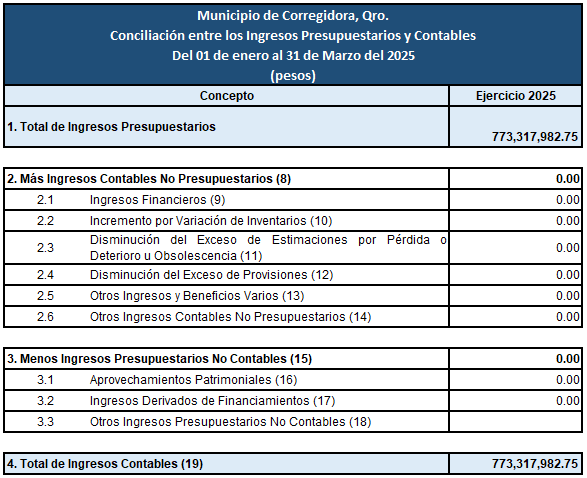 Municipio de Corregidora, Qro.
Conciliación entre los Ingresos Presupuestarios y Contables
Del 01 de enero al 31 de Marzo del 2025
(pesos)
Concepto Ejercicio 2025
1. Total de Ingresos Presupuestarios 773,317,982.75
2. Más Ingresos Contables No Presupuestarios (8) 0.00
2.1 Ingresos Financieros (9) 0.00
2.2 Incremento por Variación de Inventarios (10) 0.00
2.3 Disminución del Exceso de Estimaciones por Pérdida o
Deterioro u Obsolescencia (11) 0.00
2.4 Disminución del Exceso de Provisiones (12) 0.00
2.5 Otros Ingresos y Beneficios Varios (13) 0.00
2.6 Otros Ingresos Contables No Presupuestarios (14) 0.00
3. Menos Ingresos Presupuestarios No Contables (15) 0.00
3.1 Aprovechamientos Patrimoniales (16) 0.00
3.2 Ingresos Derivados de Financiamientos (17) 0.00
3.3 Otros Ingresos Presupuestarios No Contables (18)
4. Total de Ingresos Contables (19) 773,317,982.75